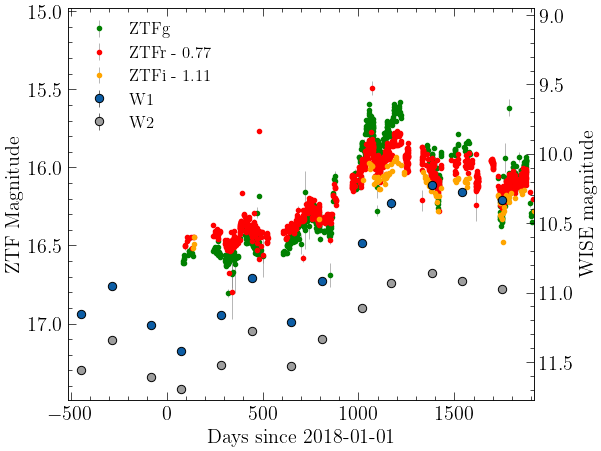 ZTFg
ZTFr - 0.77
ZTFi - 1.11
W1
W2
15.0
15.5
16.0
16.5
17.0
ZTF Magnitude
9.0
9.5
10.0
10.5
11.0
11.5
WISE magnitude
−500
0
500
1000
1500
Days since 2018-01-01